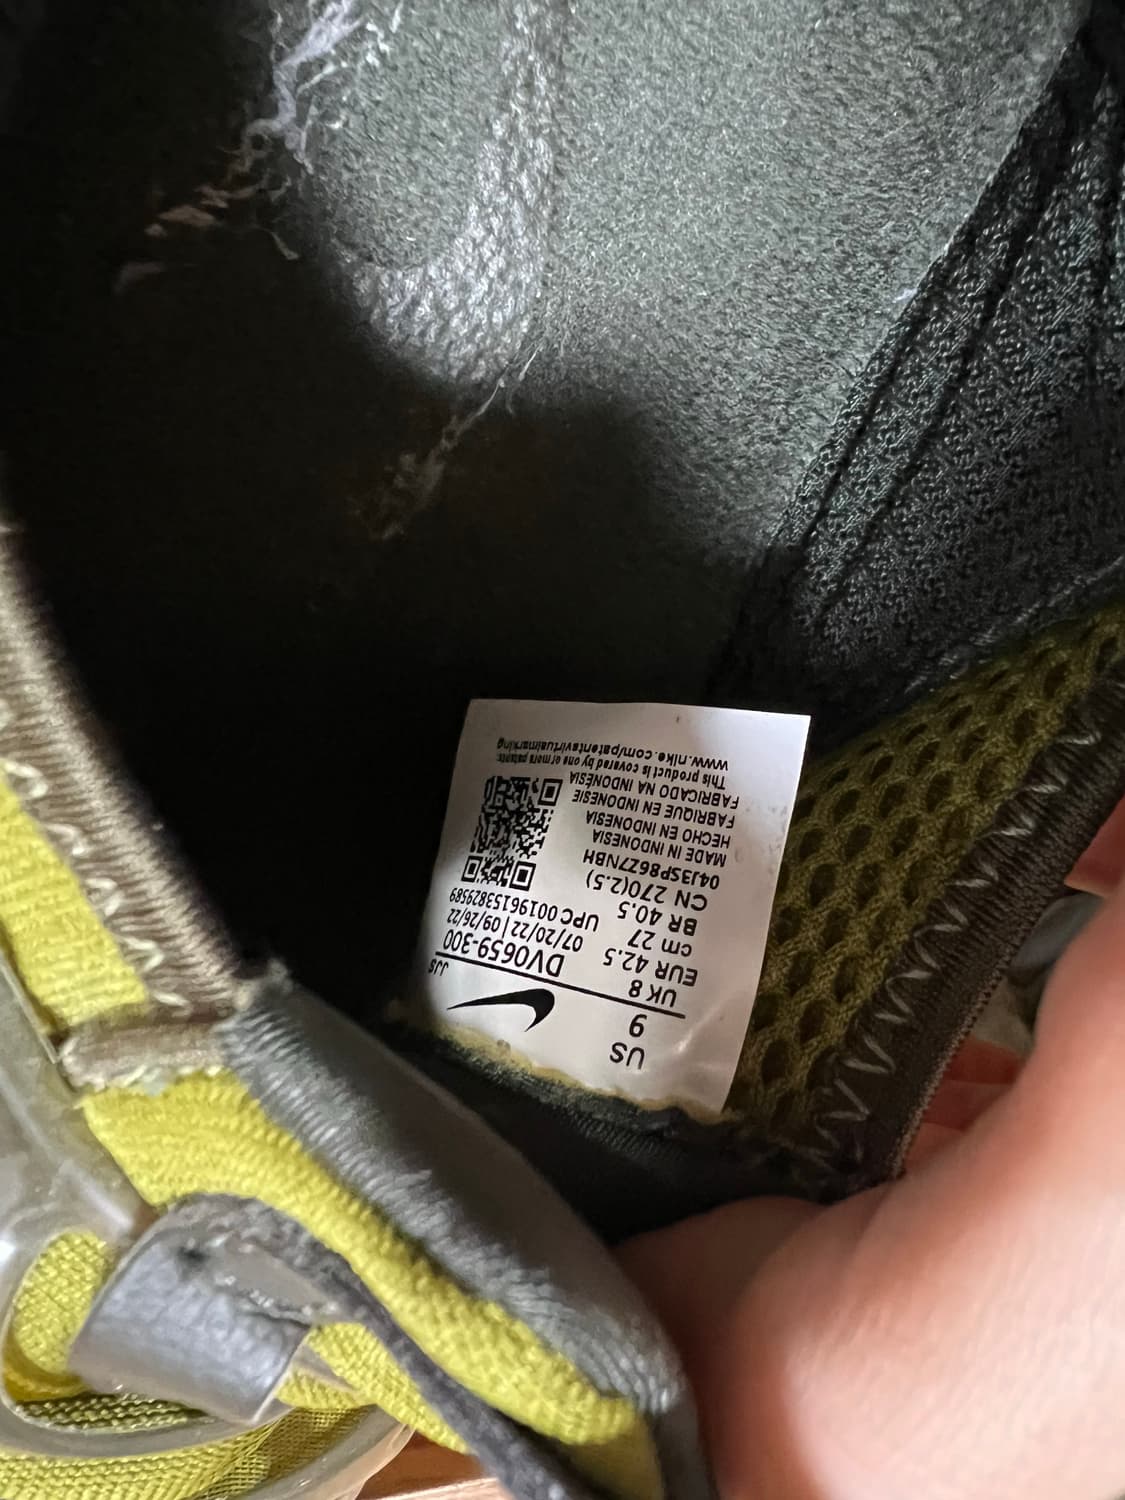 US
9
UK 8
EUR 42.5
cm 27
BR 40.5
CN 270(2.5)
JJS
DV0659-300
07/20/22 | 09/26/22
UPC 00196153829589
04J3SP86Z7NBH
MADE IN INDONESIA
HECHO EN INDONESIA
FABRIQUE EN INDONESIE
FABRICADO NA INDONÉSIA
This product is covered by one or more patents:
www.nike.com/patentsvirtualmarking